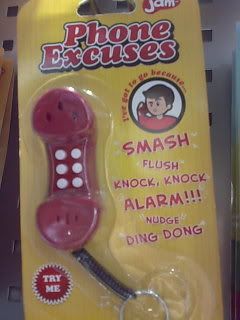 Jam
Phone
Excuses
I've got to go because...
SMASH
FLUSH
KNOCK, KNOCK
ALARM!!!
"NUDGE"
DING DONG
TRY
ME